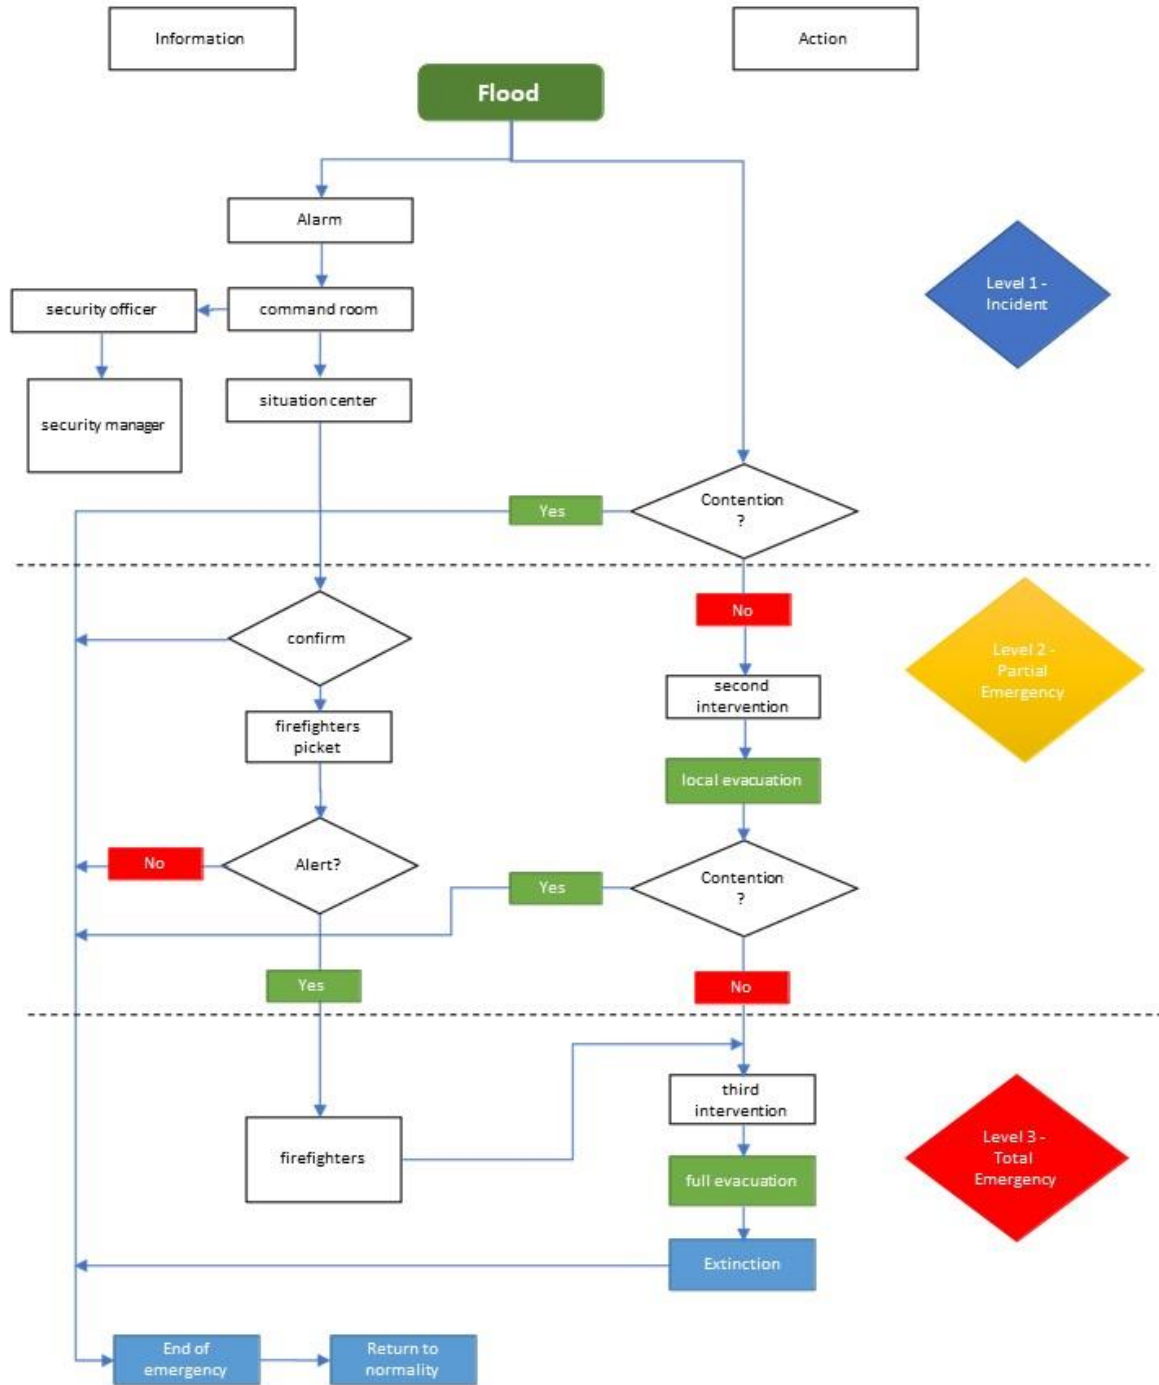 Information
Action
Flood
Alarm
security officer
command room
Level 1 -
Incident
security manager
situation center
Yes
Contention
?
No
confirm
Level 2 -
Partial
Emergency
second
intervention
firefighters
picket
local evacuation
No
Alert?
Yes
Contention
?
Yes
No
third
intervention
firefighters
Level 3 -
Total
Emergency
full evacuation
Extinction
End of
emergency
Return to
normality